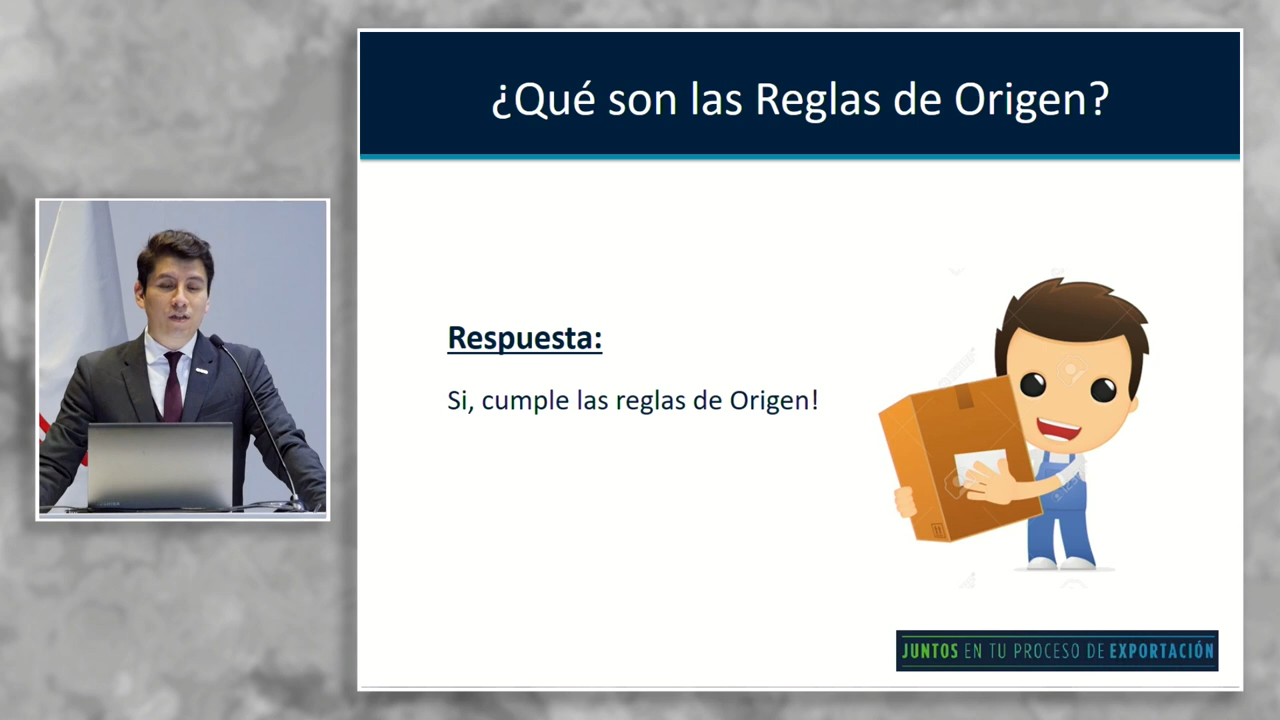 ¿Qué son las Reglas de Origen?
Respuesta:
Si, cumple las reglas de Origen!
JUNTOS EN TU PROCESO DE EXPORTACIÓN